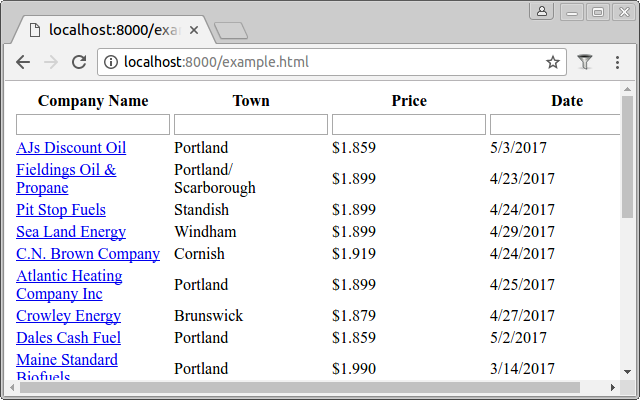 localhost:8000/exa
localhost:8000/example.html
Company Name Town Price Date
AJs Discount Oil Portland $1.859 5/3/2017
Fieldings Oil &
Propane Portland/
Scarborough $1.899 4/23/2017
Pit Stop Fuels Standish $1.899 4/24/2017
Sea Land Energy Windham $1.899 4/29/2017
C.N. Brown Company Cornish $1.919 4/24/2017
Atlantic Heating
Company Inc Portland $1.899 4/25/2017
Crowley Energy Brunswick $1.879 4/27/2017
Dales Cash Fuel Portland $1.859 5/2/2017
Maine Standard
Biofuels Portland $1.990 3/14/2017